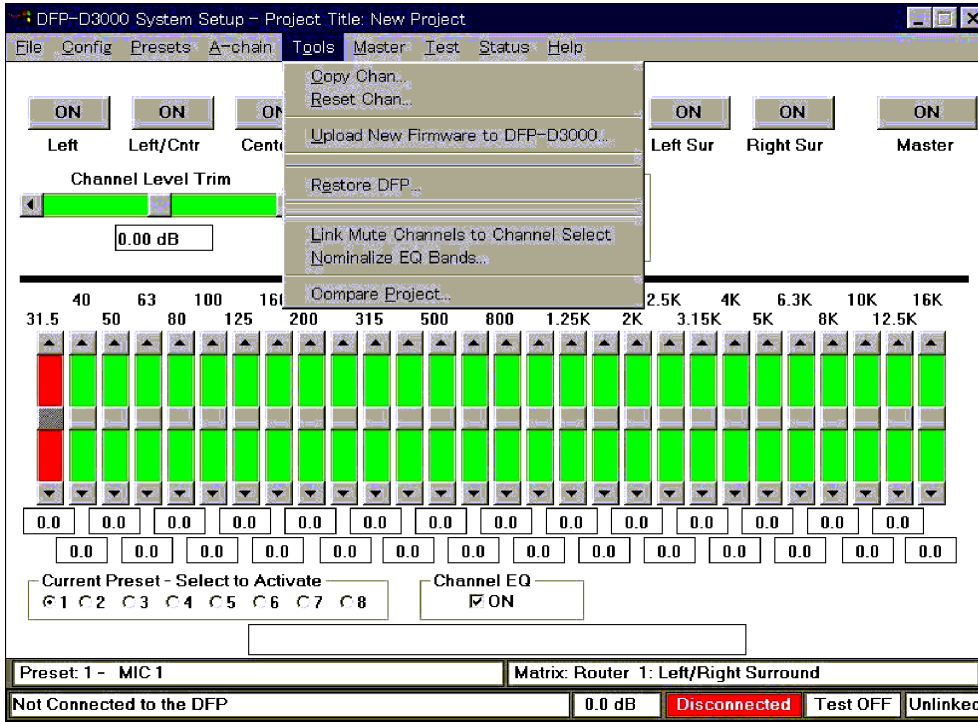 DFP-D3000 System Setup - Project Title: New Project
File Config Presets A-chain Tools Master Test Status Help
Copy Chan...
Reset Chan...
Upload New Firmware to DFP-D3000...
Restore DFP...
Link Mute Channels to Channel Select
Nominalize EQ Bands...
Compare Project...
ON ON ON ON ON
Left Left/Cntr Left Sur Right Sur Master
Channel Level Trim
0.00 dB
40 63 100 2.5K 4K 6.3K 10K 16K
31.5 50 80 125 200 315 500 800 1.25K 2K 3.15K 5K 8K 12.5K
0.0 0.0 0.0 0.0 0.0 0.0 0.0 0.0 0.0 0.0 0.0 0.0 0.0 0.0
0.0 0.0 0.0 0.0 0.0 0.0 0.0 0.0 0.0 0.0 0.0 0.0 0.0 0.0
Current Preset - Select to Activate
1 2 3 4 5 6 7 8
Channel EQ
ON
Preset: 1 - MIC 1
Matrix: Router 1: Left/Right Surround
Not Connected to the DFP
0.0 dB
Disconnected
Test OFF
Unlinked